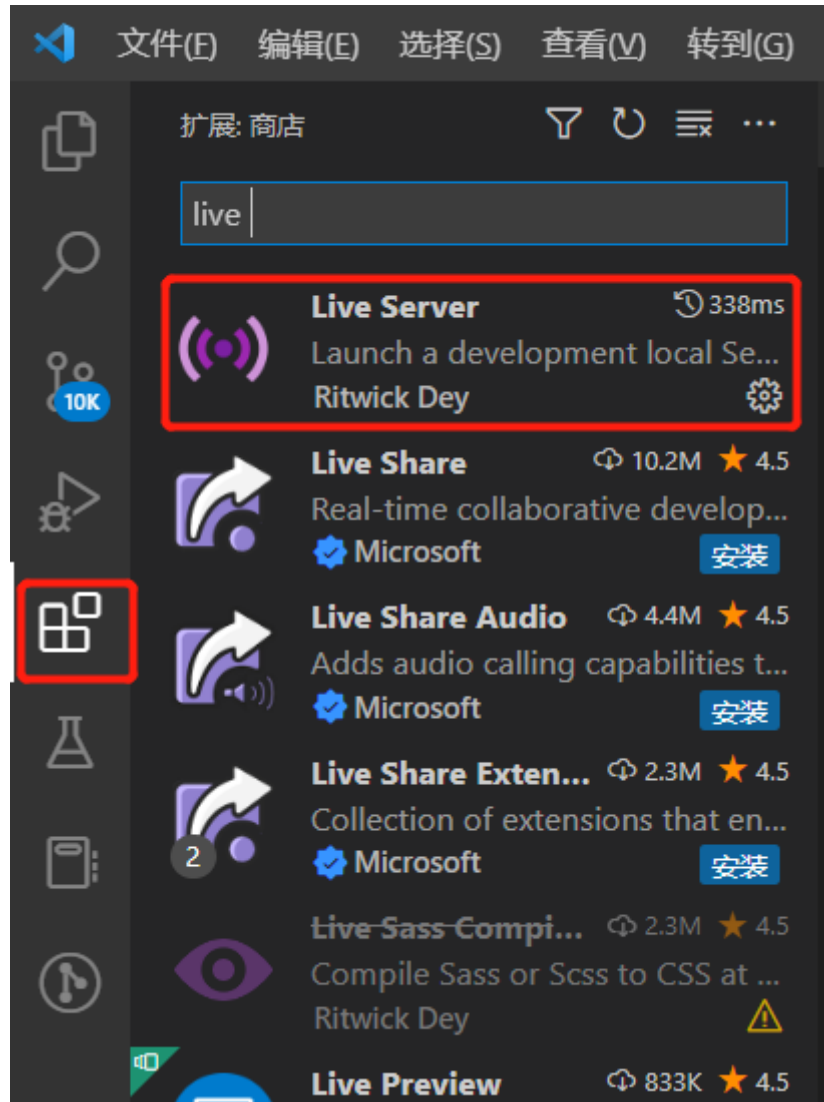 文件(F) 编辑(E) 选择(S) 查看(V) 转到(G)
扩展: 商店
live
Live Server 338ms
Launch a development local Se...
Ritwick Dey
10K
Live Share 10.2M 4.5
Real-time collaborative develop...
Microsoft 安装
Live Share Audio 4.4M 4.5
Adds audio calling capabilities t...
Microsoft 安装
Live Share Exten... 2.3M 4.5
Collection of extensions that en...
2 Microsoft 安装
Live Sass Compi... 2.3M 4.5
Compile Sass or Scss to CSS at ...
Ritwick Dey
Live Preview 833K 4.5